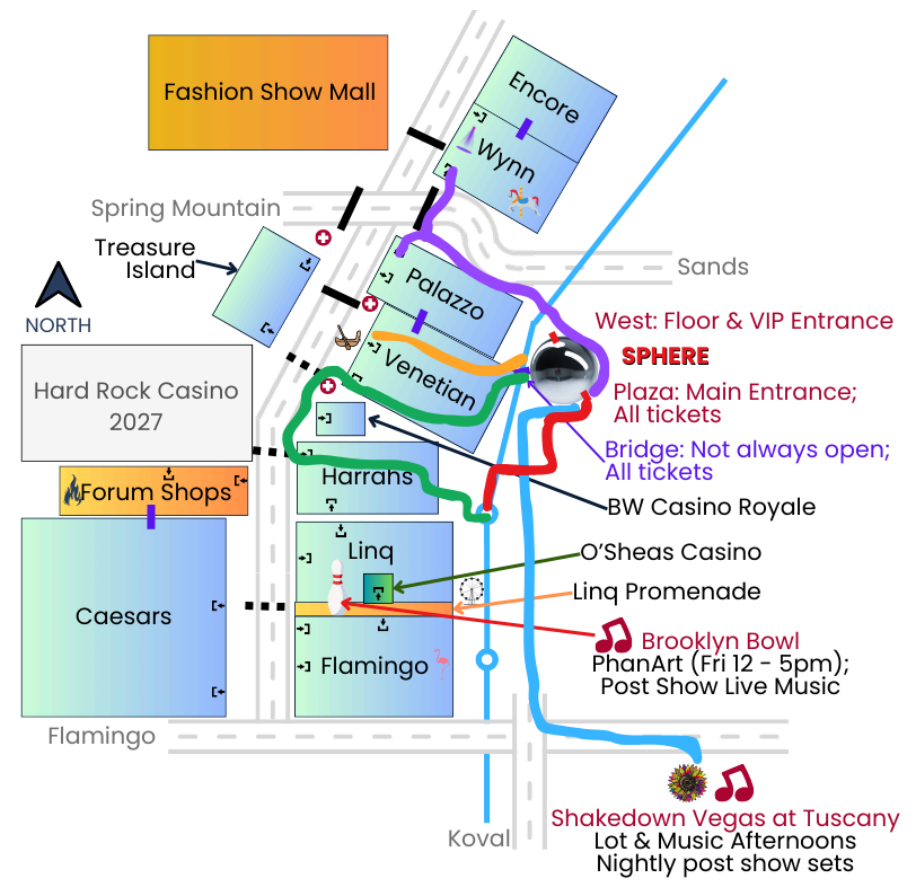 Fashion Show Mall
Encore
Wynn
Spring Mountain
Treasure
Island
Sands
Palazzo
NORTH
West: Floor & VIP Entrance
SPHERE
Venetian
Hard Rock Casino
2027
Plaza: Main Entrance;
All tickets
Bridge: Not always open;
All tickets
Harrahs
Forum Shops
BW Casino Royale
Linq
O'Sheas Casino
Linq Promenade
Caesars
Brooklyn Bowl
PhanArt (Fri 12 - 5pm);
Post Show Live Music
Flamingo
Flamingo
Shakedown Vegas at Tuscany
Koval
Lot & Music Afternoons
Nightly post show sets